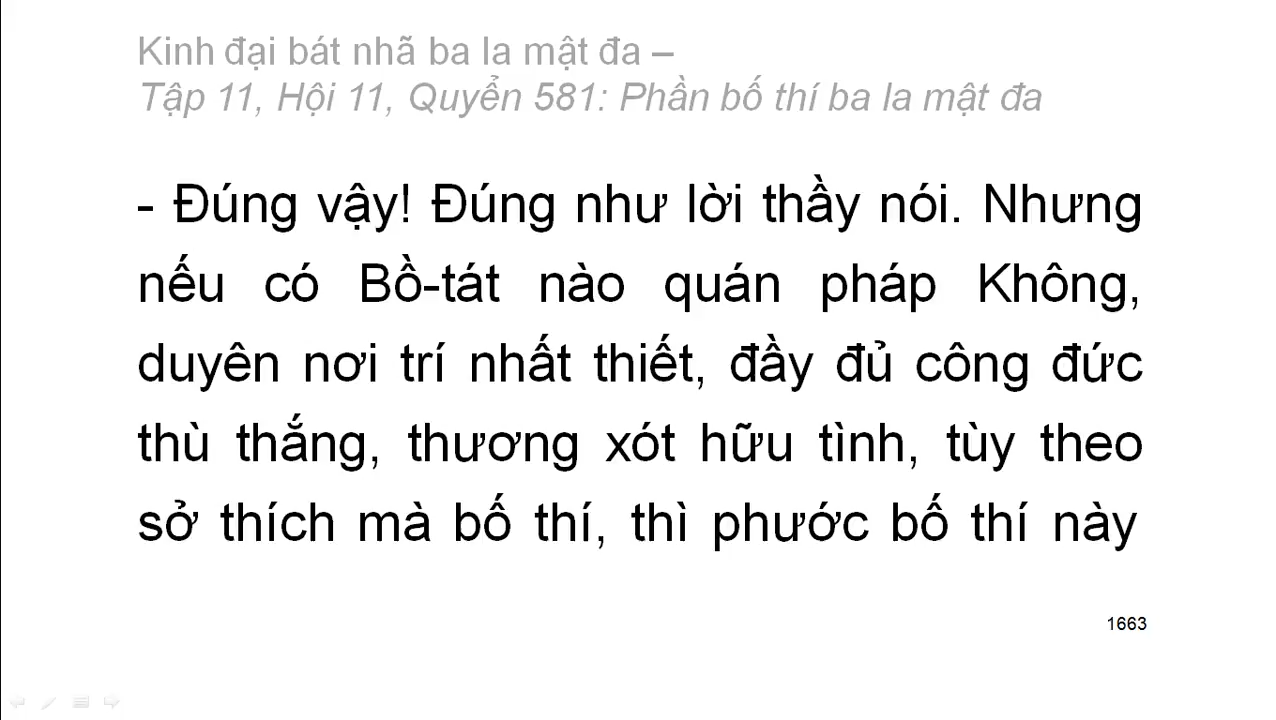 Kinh đại bát nhã ba la mật đa –
Tập 11, Hội 11, Quyển 581: Phần bố thí ba la mật đa
- Đúng vậy! Đúng như lời thầy nói. Nhưng
nếu có Bồ-tát nào quán pháp Không,
duyên nơi trí nhất thiết, đầy đủ công đức
thù thắng, thương xót hữu tình, tùy theo
sở thích mà bố thí, thì phước bố thí này
1663